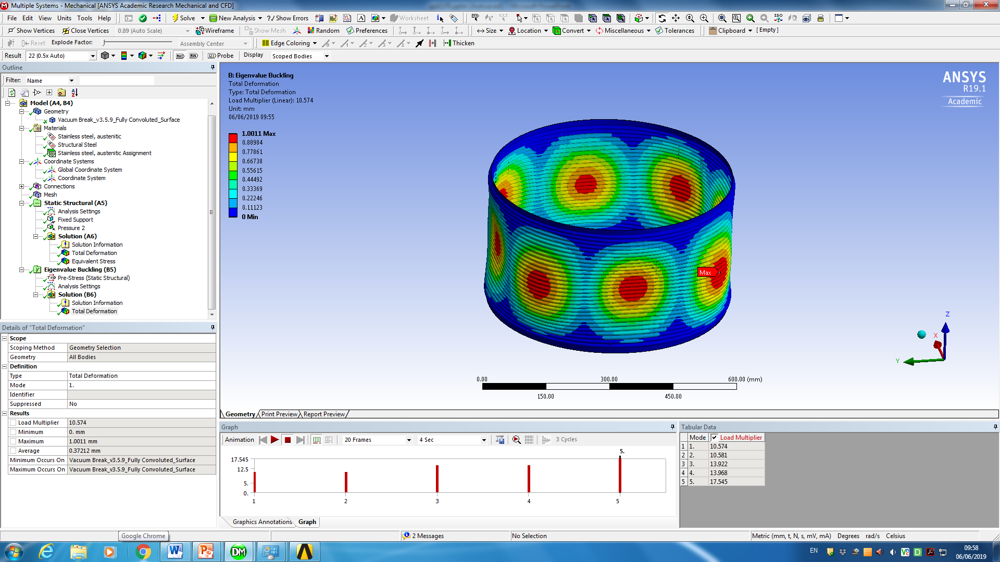 Multiple Systems - Mechanical [ANSYS Academic Research Mechanical and CFD]
File Edit View Units Tools Help Solve New Analysis ?/ Show Errors Worksheet
Show Vertices Close Vertices 0.89 (Auto Scale) Wireframe Show Mesh Random Preferences Size Location Convert Miscellaneous Tolerances Clipboard [ Empty ]
Reset Explode Factor: Assembly Center Edge Coloring Thicken
Result 22 (0.5x Auto) MAX MIN Probe Display Scoped Bodies
Outline
Filter: Name
Model (A4, B4)
Geometry
Vacuum Break_v3.5.9_Fully Convoluted_Surface
Materials
Stainless steel, austenitic
Structural Steel
Stainless steel, austenitic Assignment
Coordinate Systems
Global Coordinate System
Coordinate System
Connections
Mesh
Static Structural (A5)
Analysis Settings
Fixed Support
Pressure 2
Solution (A6)
Solution Information
Total Deformation
Equivalent Stress
Eigenvalue Buckling (B5)
Pre-Stress (Static Structural)
Analysis Settings
Solution (B6)
Solution Information
Total Deformation
Details of "Total Deformation"
Scope
Scoping Method Geometry Selection
Geometry All Bodies
Definition
Type Total Deformation
Mode 1.
Identifier
Suppressed No
Results
Load Multiplier 10.574
Minimum 0. mm
Maximum 1.0011 mm
Average 0.37212 mm
Minimum Occurs On Vacuum Break_v3.5.9_Fully Convoluted_Surface
Maximum Occurs On Vacuum Break_v3.5.9_Fully Convoluted_Surface
B: Eigenvalue Buckling
Total Deformation
Type: Total Deformation
Load Multiplier (Linear): 10.574
Unit: mm
06/06/2019 09:55
1.0011 Max
0.88984
0.77861
0.66738
0.55615
0.44492
0.33369
0.22246
0.11123
0 Min
ANSYS
R19.1
Academic
Max
Z
X
Y
0.00 300.00 600.00 (mm)
150.00 450.00
Geometry Print Preview Report Preview
Graph
Animation 20 Frames 4 Sec 3 Cycles
5.
17.545
12.5
5.
0.
1 2 3 4 5
Graphics Annotations Graph
Tabular Data
Mode Load Multiplier
1 1. 10.574
2 2. 10.581
3 3. 13.922
4 4. 13.968
5 5. 17.545
Google Chrome
2 Messages No Selection Metric (mm, t, N, s, mV, mA) Degrees rad/s Celsius
DM
EN
09:58
06/06/2019